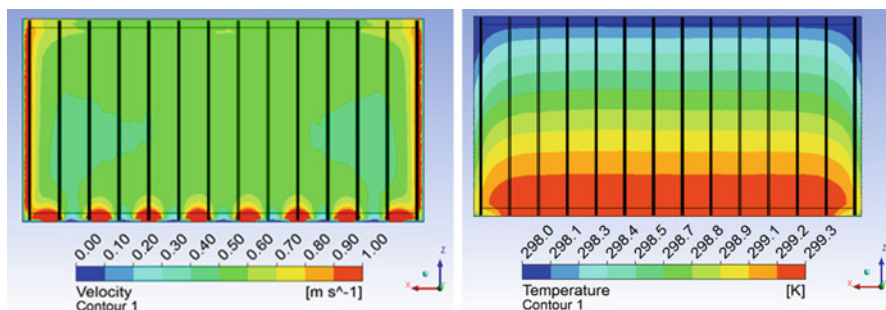 0.00 0.10 0.20 0.30 0.40 0.50 0.60 0.70 0.80 0.90 1.00
Velocity [m s^-1]
Contour 1
x
z
Y
298.0 298.1 298.3 298.4 298.5 298.7 298.8 298.9 299.1 299.2 299.3
Temperature [K]
Contour 1
x
z
Y